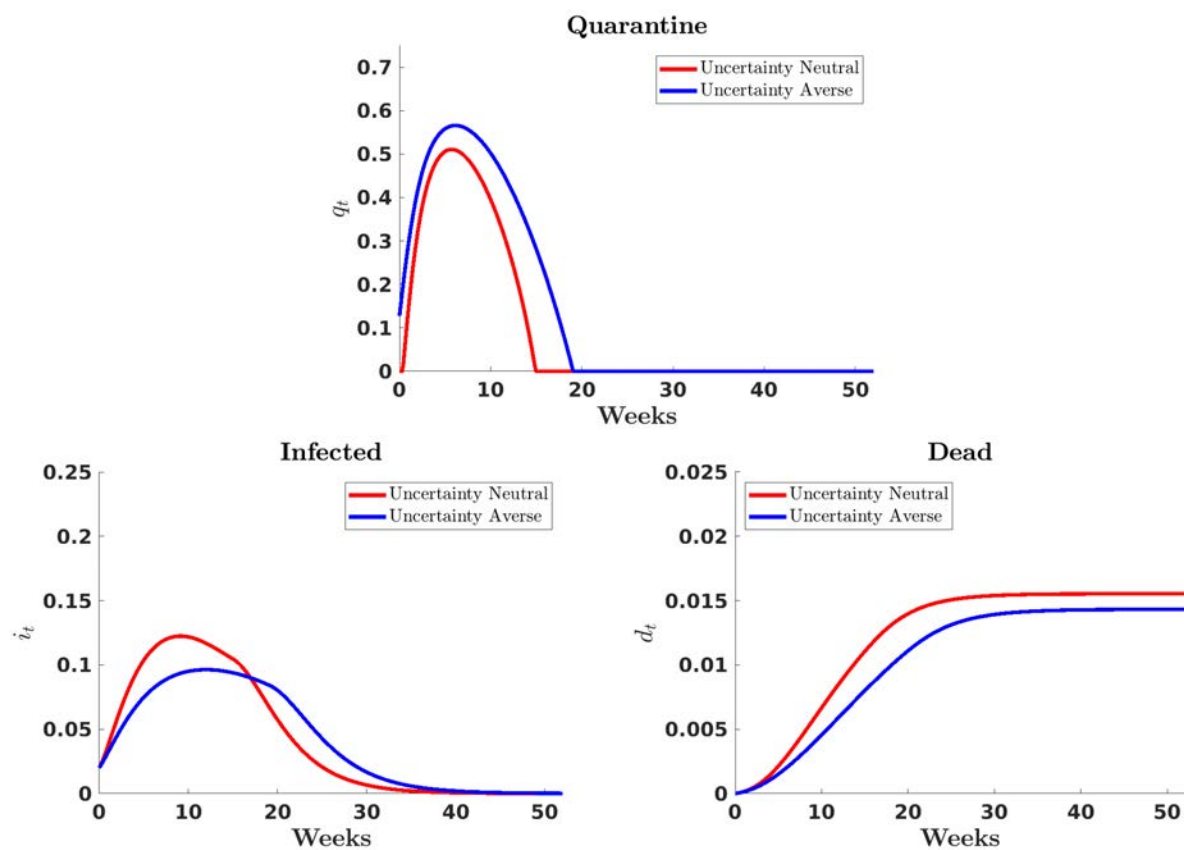 Quarantine
Uncertainty Neutral
Uncertainty Averse
0.7
0.6
0.5
0.4
0.3
0.2
0.1
0
q_t
0 10 20 30 40 50
Weeks
Infected
Uncertainty Neutral
Uncertainty Averse
0.25
0.2
0.15
0.1
0.05
0
i_t
0 10 20 30 40 50
Weeks
Dead
Uncertainty Neutral
Uncertainty Averse
0.025
0.02
0.015
0.01
0.005
0
d_t
0 10 20 30 40 50
Weeks